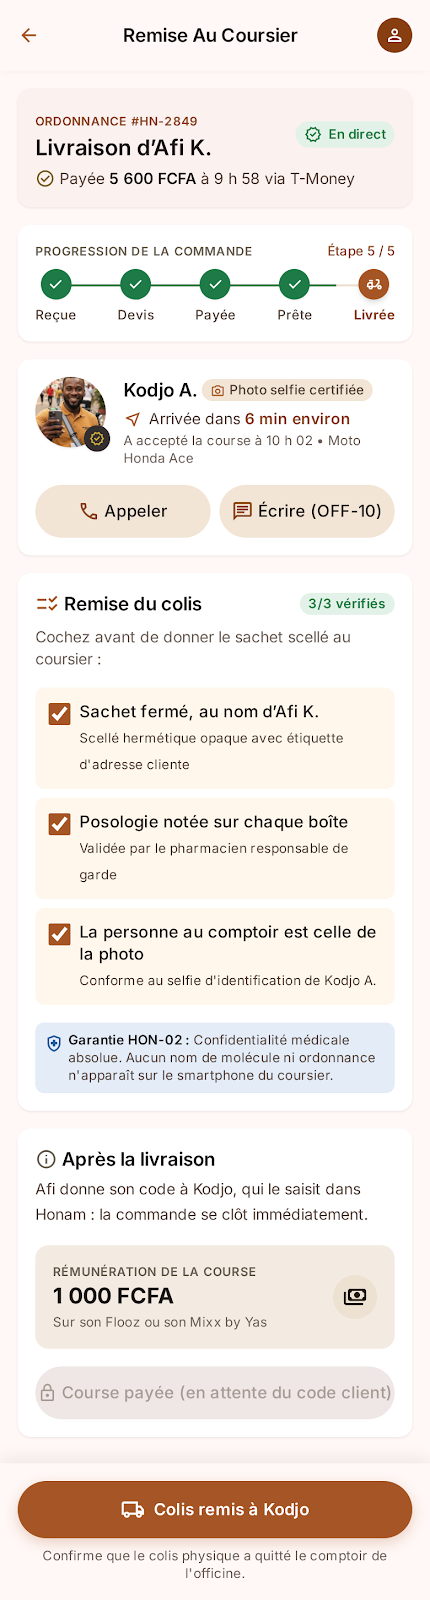 Remise Au Coursier
ORDONNANCE #HN-2849
Livraison d’Afi K.
En direct
Payée 5 600 FCFA à 9 h 58 via T-Money
PROGRESSION DE LA COMMANDE
Étape 5 / 5
Reçue
Devis
Payée
Prête
Livrée
Kodjo A.
Photo selfie certifiée
Arrivée dans 6 min environ
A accepté la course à 10 h 02 • Moto
Honda Ace
Appeler
Écrire (OFF-10)
Remise du colis
3/3 vérifiés
Cochez avant de donner le sachet scellé au
coursier :
Sachet fermé, au nom d’Afi K.
Scellé hermétique opaque avec étiquette
d'adresse cliente
Posologie notée sur chaque boîte
Validée par le pharmacien responsable de
garde
La personne au comptoir est celle de
la photo
Conforme au selfie d'identification de Kodjo A.
Garantie HON-02 : Confidentialité médicale
absolue. Aucun nom de molécule ni ordonnance
n'apparaît sur le smartphone du coursier.
Après la livraison
Afi donne son code à Kodjo, qui le saisit dans
Honam : la commande se clôt immédiatement.
RÉMUNÉRATION DE LA COURSE
1 000 FCFA
Sur son Flooz ou son Mixx by Yas
Course payée (en attente du code client)
Colis remis à Kodjo
Confirme que le colis physique a quitté le comptoir de
l'officine.